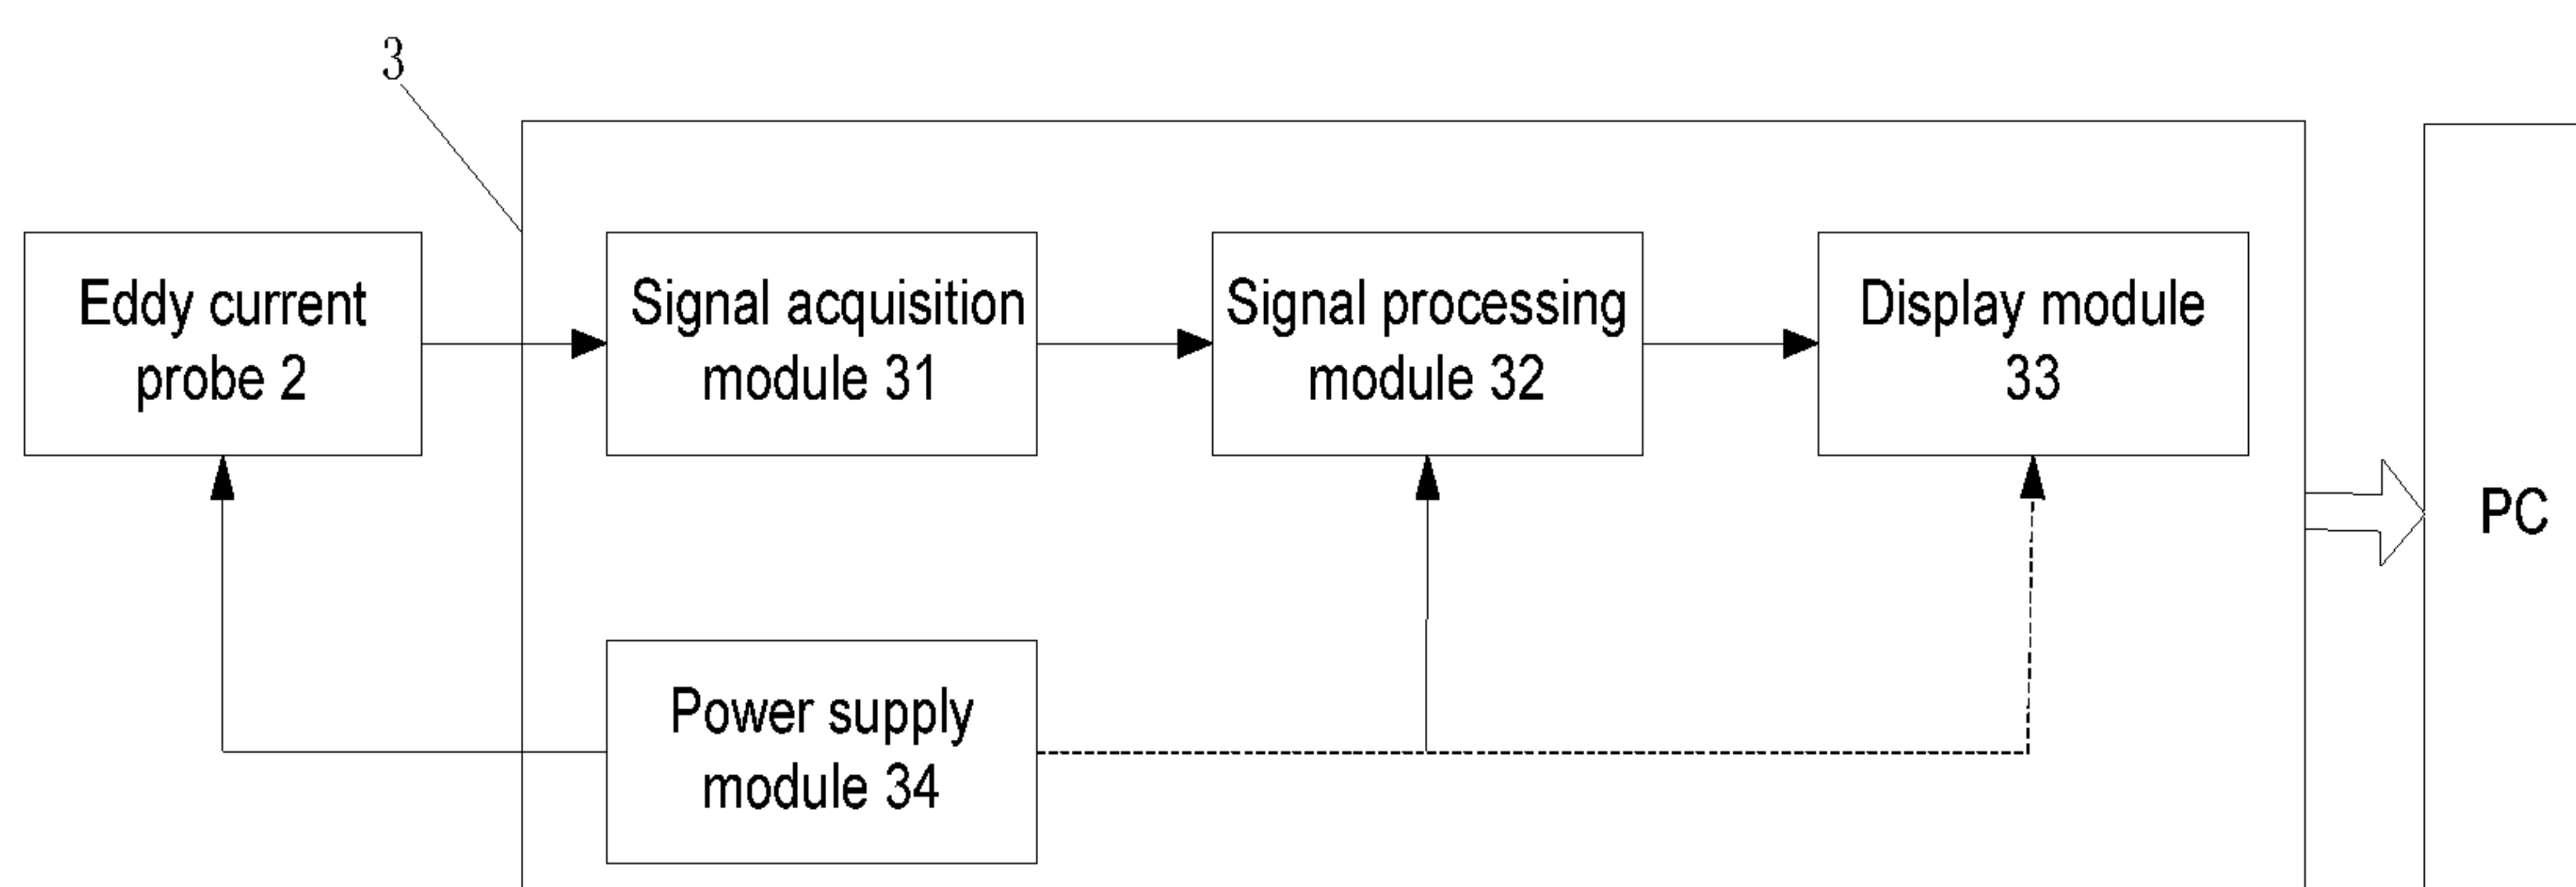 3
Eddy current
probe 2
Signal acquisition
module 31
Signal processing
module 32
Display module
33
PC
Power supply
module 34